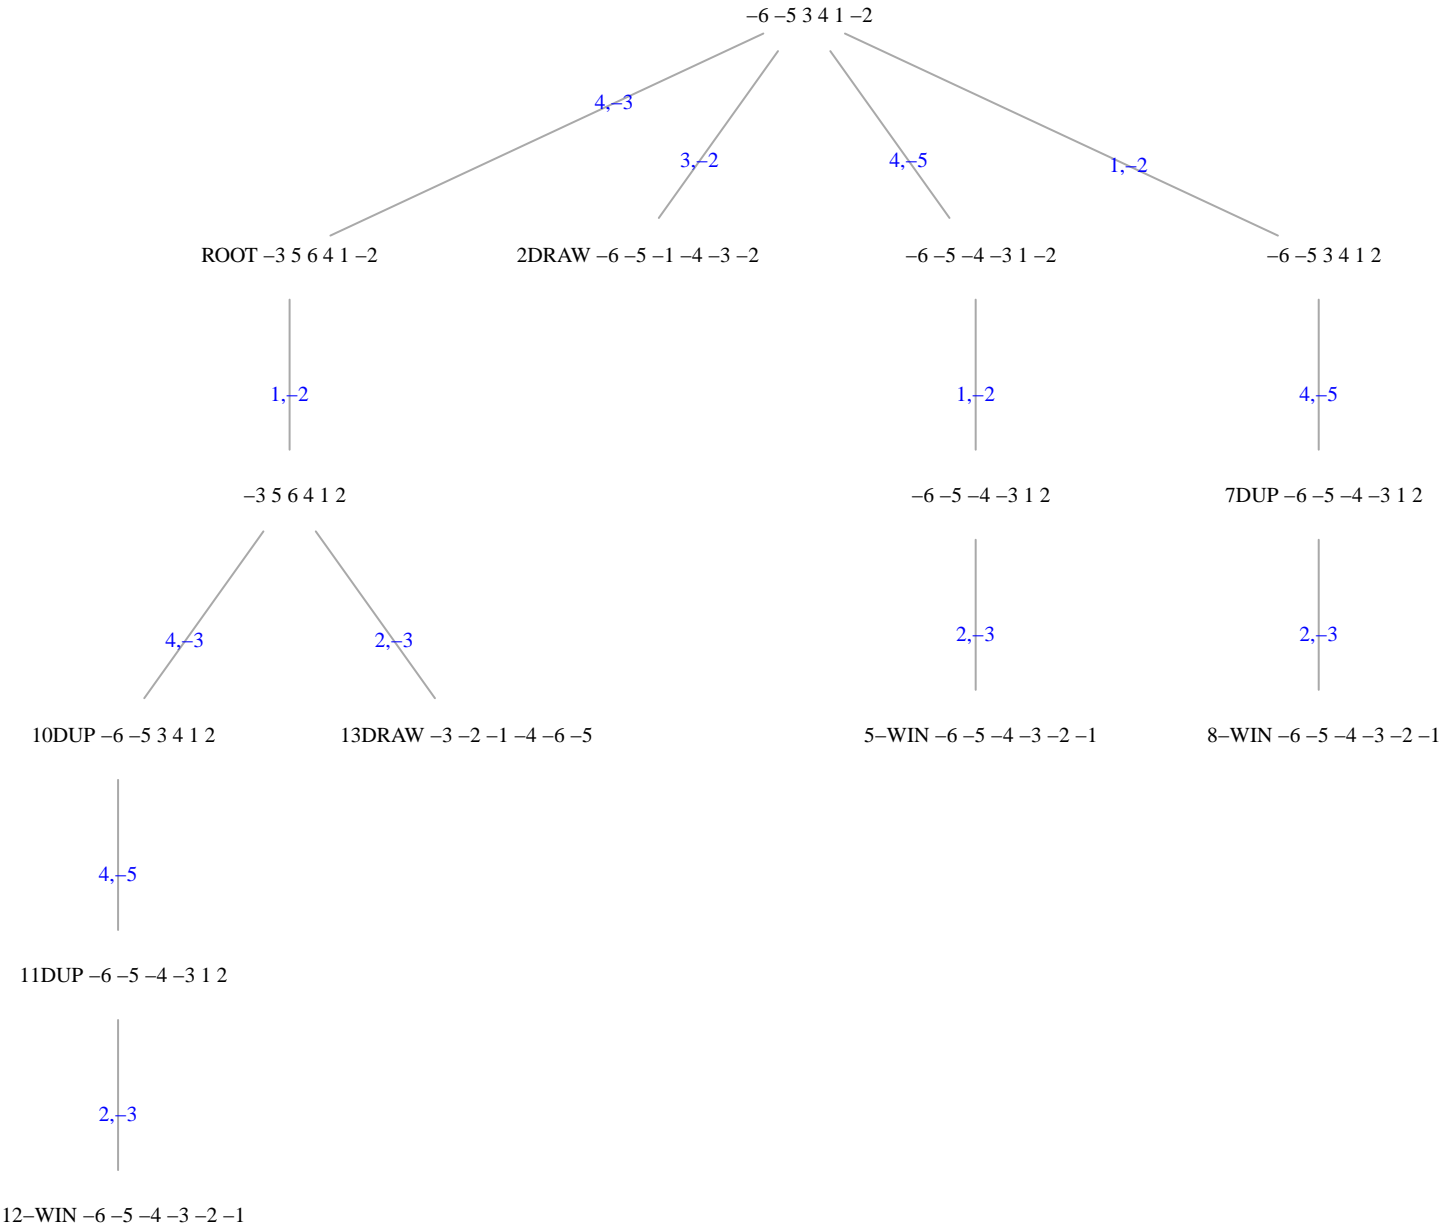 −6 −5 3 4 1 −2
4,−3
3,−2
4,−5
1,−2
ROOT −3 5 6 4 1 −2
2DRAW −6 −5 −1 −4 −3 −2
−6 −5 −4 −3 1 −2
−6 −5 3 4 1 2
1,−2
1,−2
4,−5
−3 5 6 4 1 2
−6 −5 −4 −3 1 2
7DUP −6 −5 −4 −3 1 2
4,−3
2,−3
2,−3
2,−3
10DUP −6 −5 3 4 1 2
13DRAW −3 −2 −1 −4 −6 −5
5−WIN −6 −5 −4 −3 −2 −1
8−WIN −6 −5 −4 −3 −2 −1
4,−5
11DUP −6 −5 −4 −3 1 2
2,−3
12−WIN −6 −5 −4 −3 −2 −1